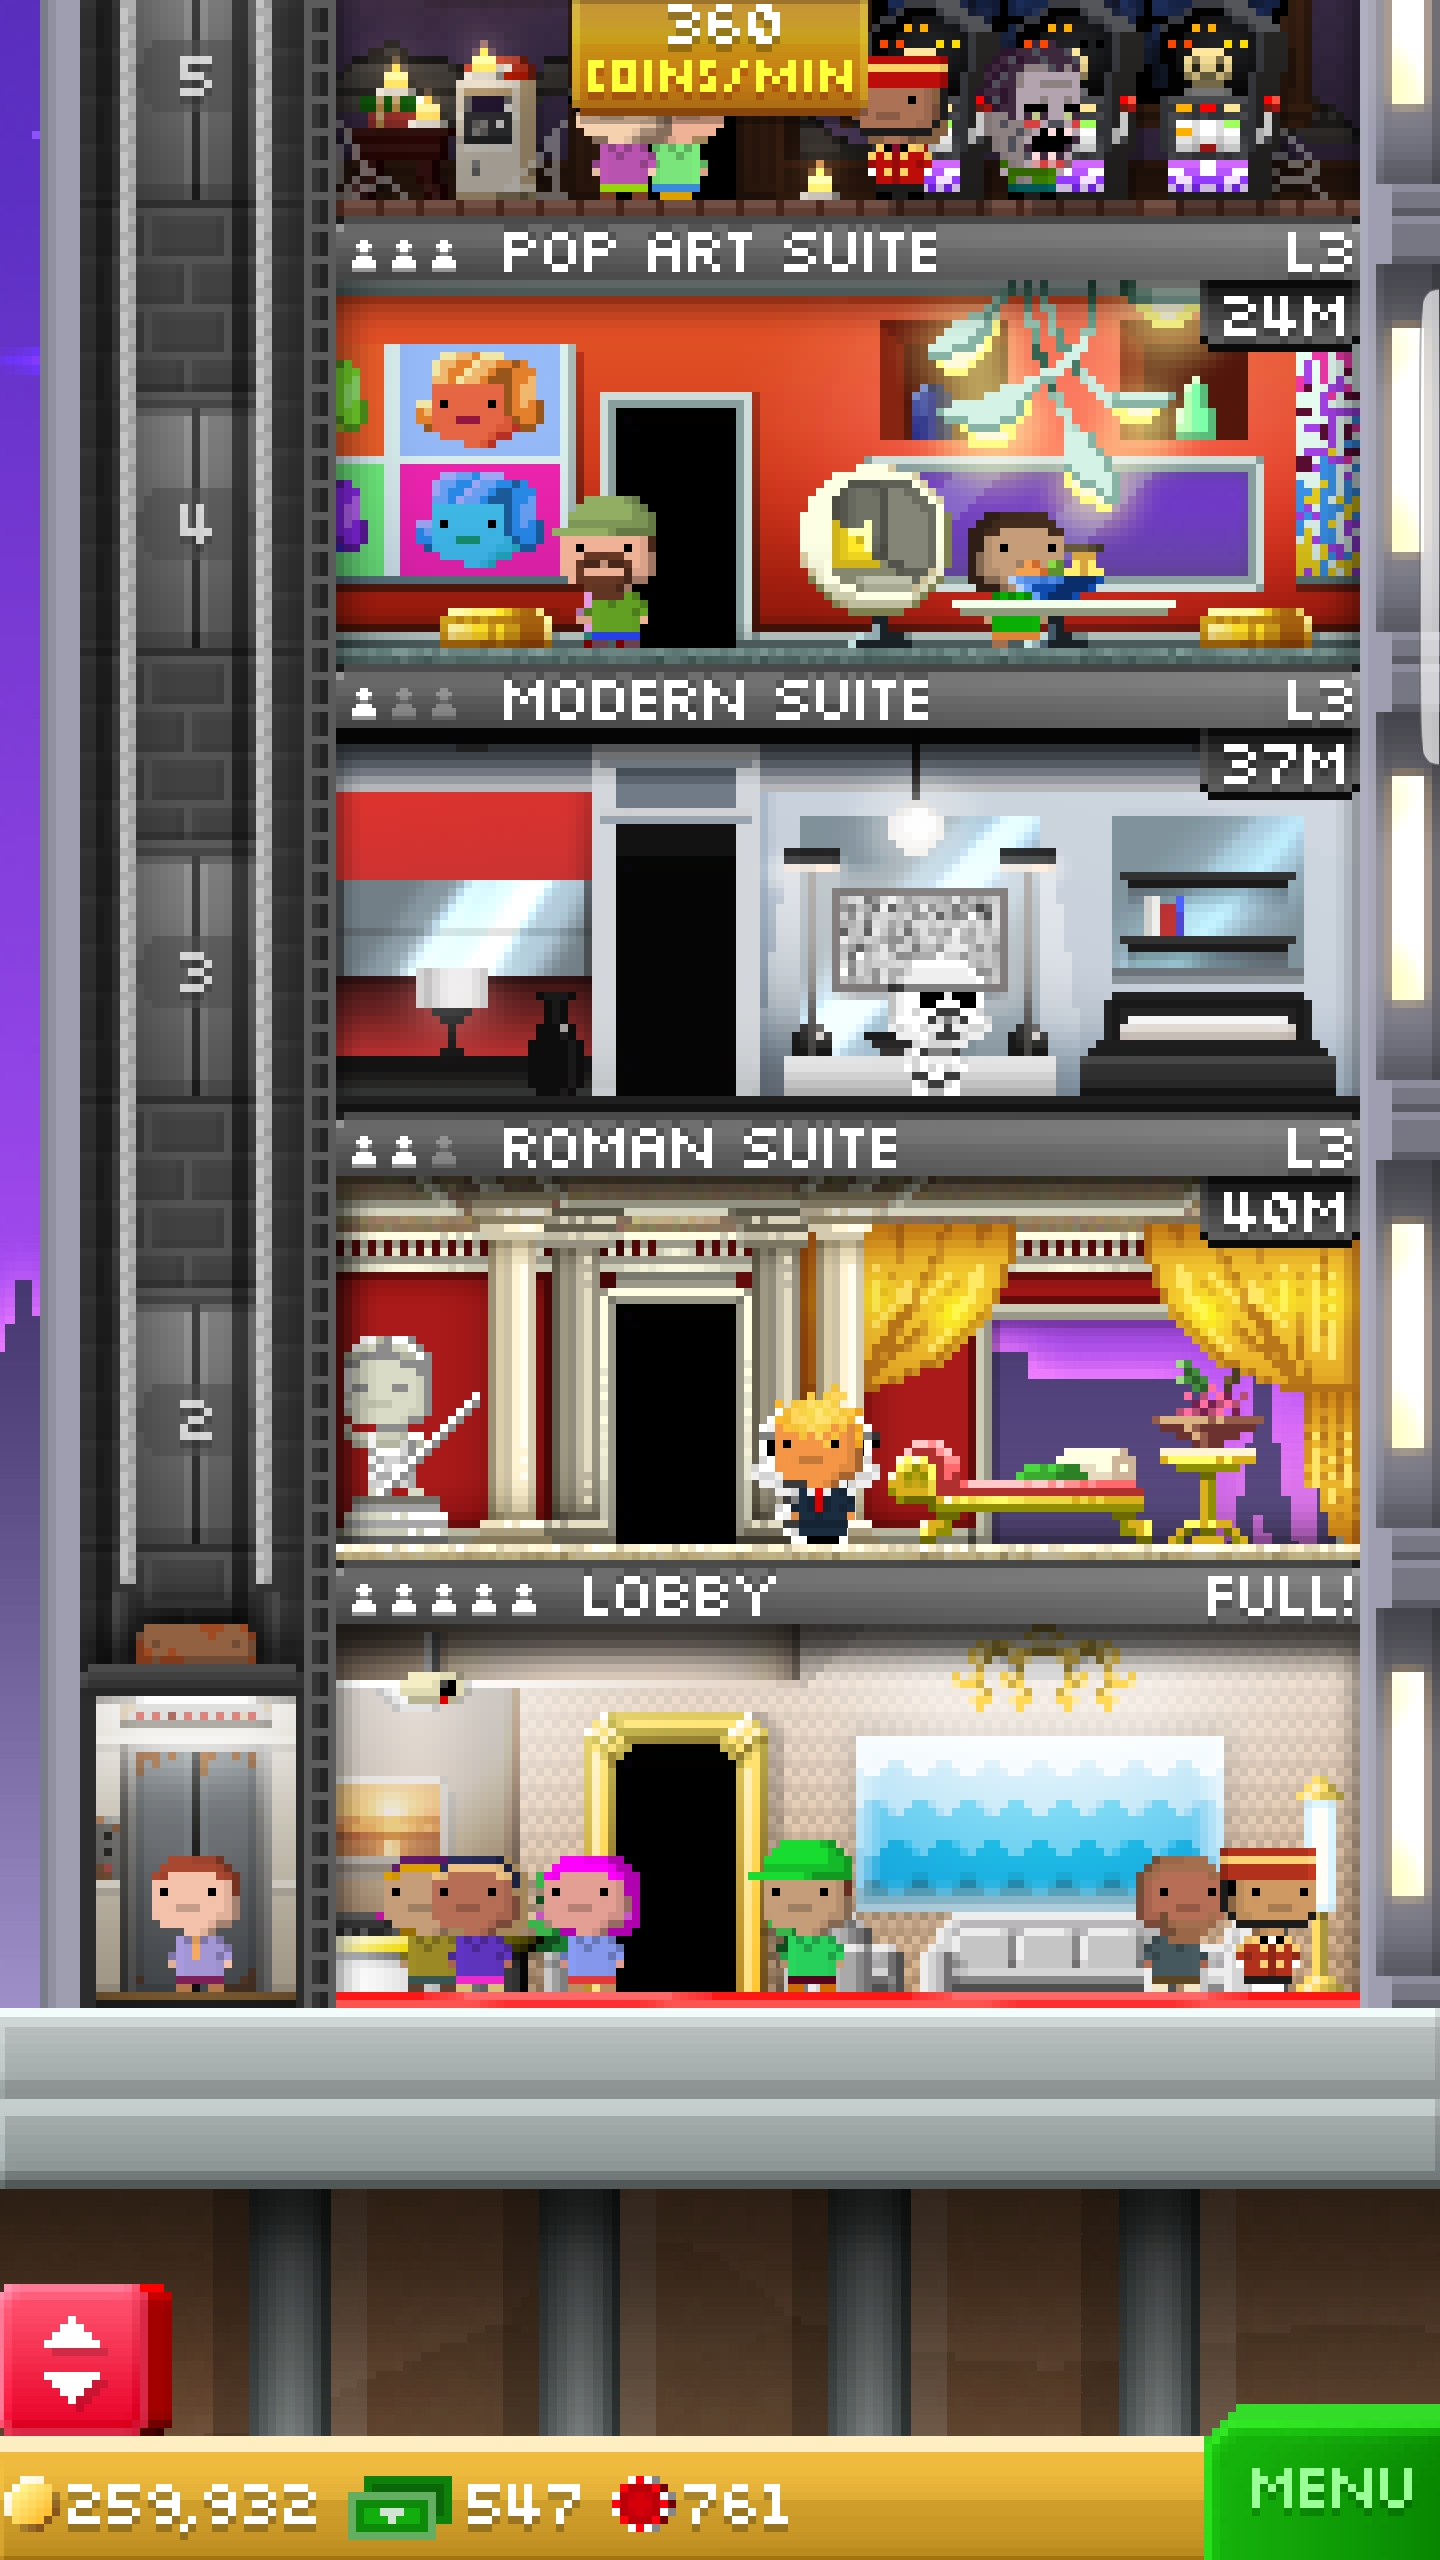 360
COINS/MIN
5
POP ART SUITE L3
24M
4
MODERN SUITE L3
37M
3
ROMAN SUITE L3
40M
2
LOBBY FULL!
259,932 547 761
MENU